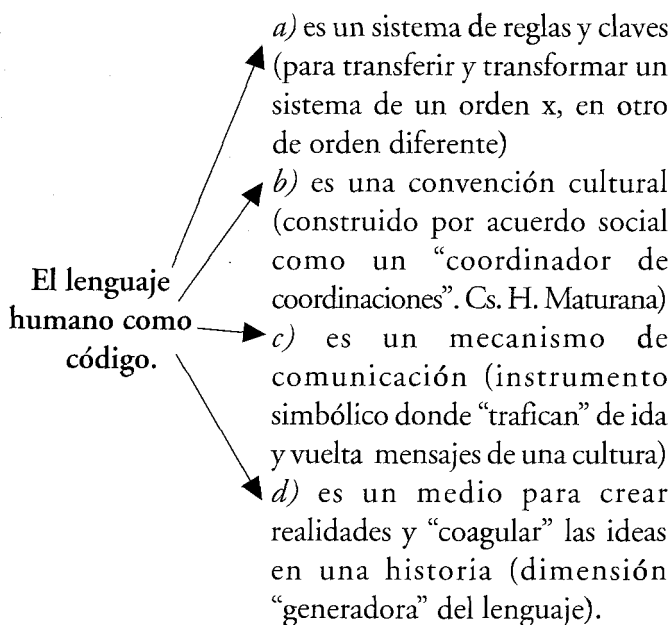 El lenguaje
humano como
código.
a) es un sistema de reglas y claves
(para transferir y transformar un
sistema de un orden x, en otro
de orden diferente)
b) es una convención cultural
(construido por acuerdo social
como un “coordinador de
coordinaciones”. Cs. H. Maturana)
c) es un mecanismo de
comunicación (instrumento
simbólico donde “trafican” de ida
y vuelta mensajes de una cultura)
d) es un medio para crear
realidades y “coagular” las ideas
en una historia (dimensión
“generadora” del lenguaje).